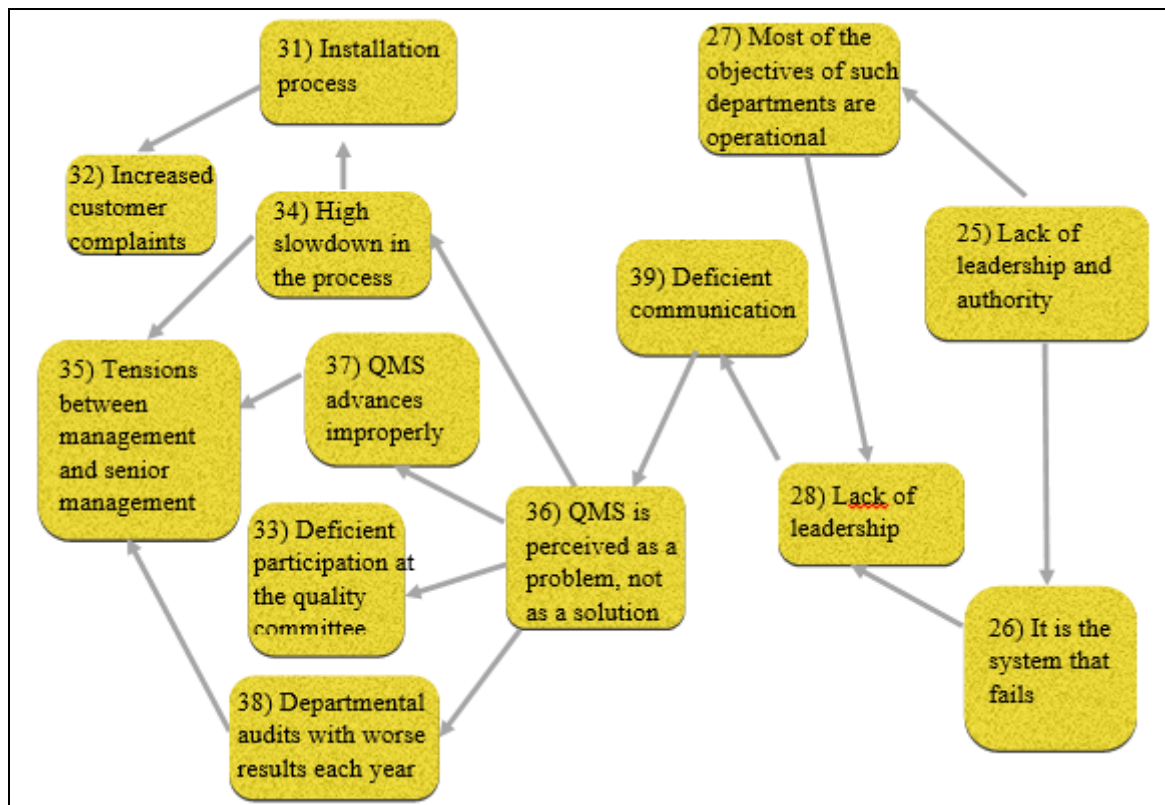 31) Installation
process
27) Most of the
objectives of such
departments are
operational
32) Increased
customer
complaints
34) High
slowdown in
the process
25) Lack of
leadership and
authority
39) Deficient
communication
35) Tensions
between
management
and senior
management
37) QMS
advances
improperly
28) Lack of
leadership
36) QMS is
perceived as a
problem, not
as a solution
33) Deficient
participation at
the quality
committee
26) It is the
system that
fails
38) Departmental
audits with worse
results each year